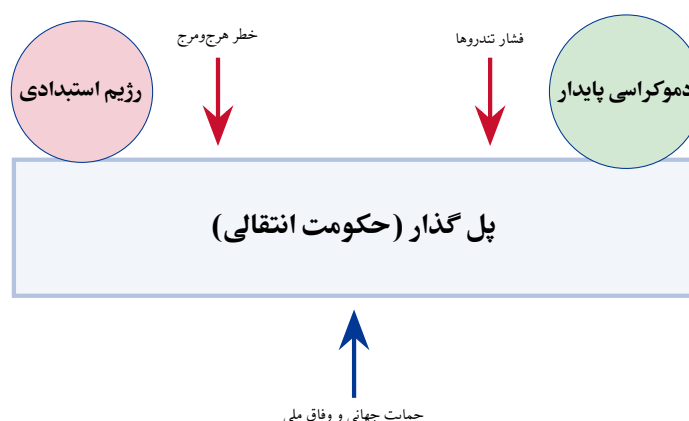 فشار تندروها
خطر هرج‌ومرج
دموکراسی پایدار
رژیم استبدادی
پل گذار (حکومت انتقالی)
حمایت جهانی و وفاق ملی